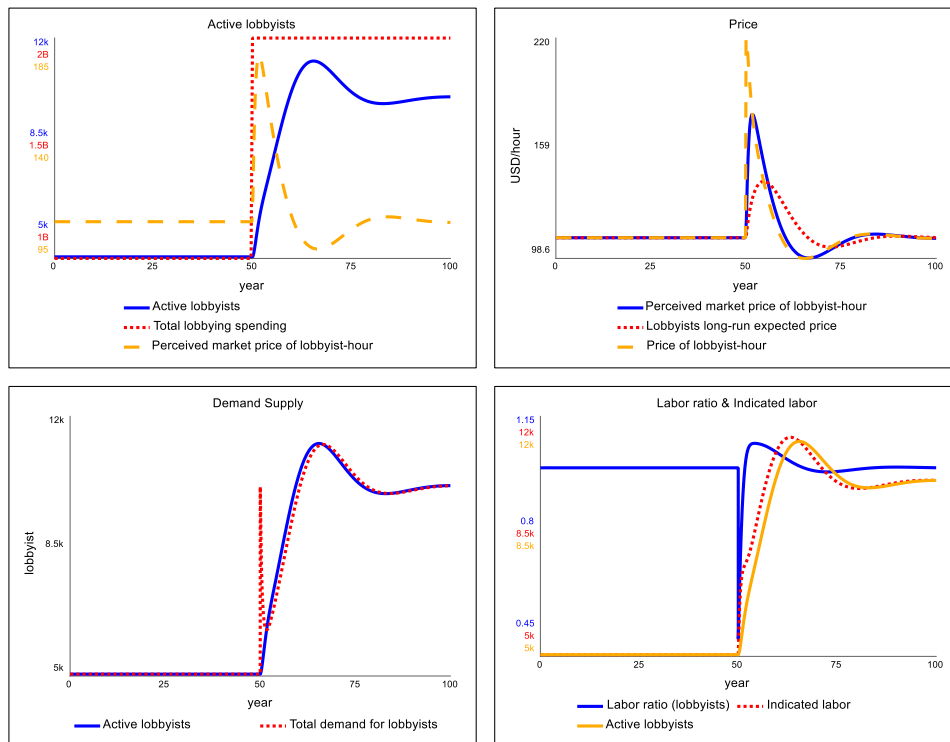 Active lobbyists
12k
2B
185
8.5k
1.5B
140
5k
1B
95
0
25
50
75
100
year
Active lobbyists
Total lobbying spending
Perceived market price of lobbyist-hour
Price
220
159
98.6
USD/hour
0
25
50
75
100
year
Perceived market price of lobbyist-hour
Lobbyists long-run expected price
Price of lobbyist-hour
Demand Supply
12k
8.5k
5k
lobbyist
0
25
50
75
100
year
Active lobbyists
Total demand for lobbyists
Labor ratio & Indicated labor
1.15
12k
12k
0.8
8.5k
8.5k
0.45
5k
5k
0
25
50
75
100
year
Labor ratio (lobbyists)
Indicated labor
Active lobbyists